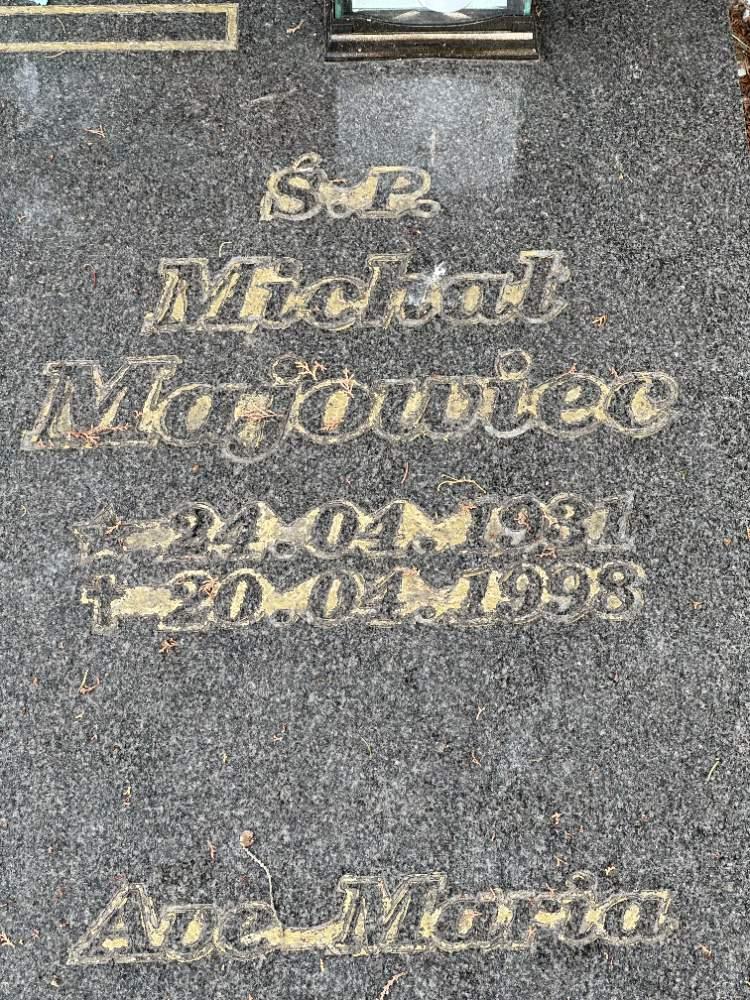 Ś.P.
Michał
Majowiec
* 24.04.1931
† 20.04.1998
Ave Maria